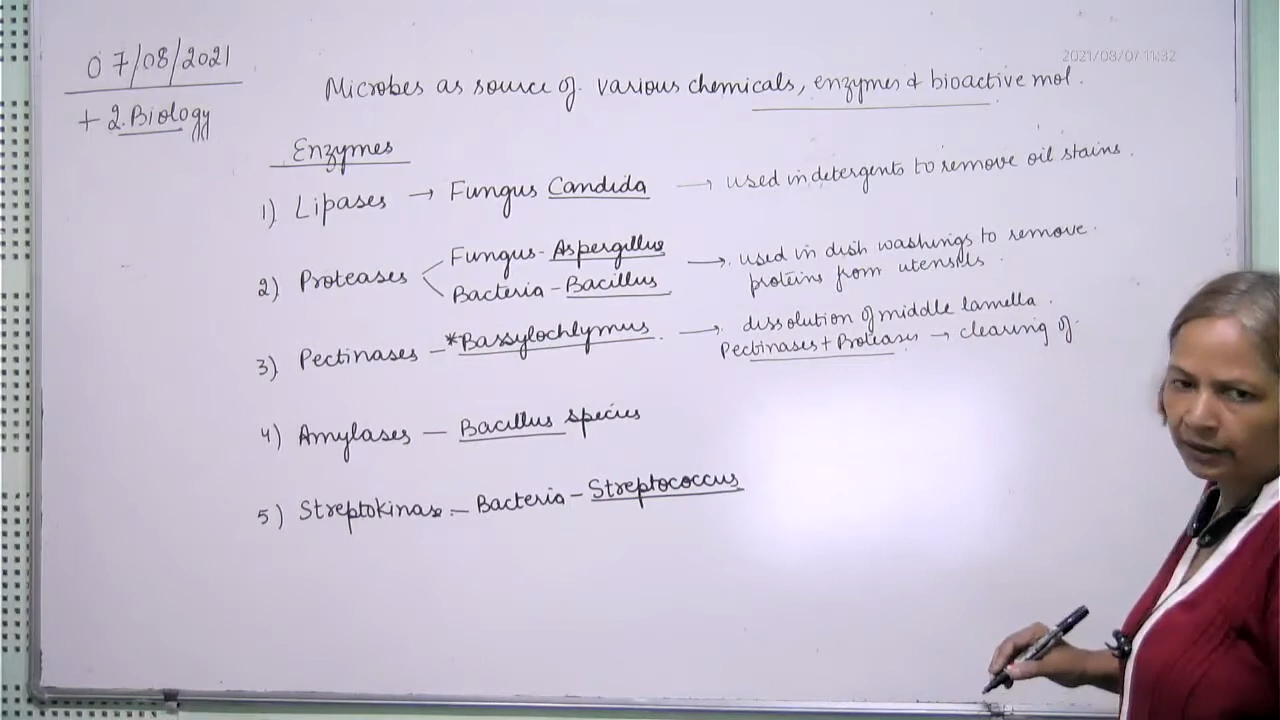 07/08/2021
+2.Biology
2021/08/07 11:32
Microbes as source of various chemicals, enzymes & bioactive mol.
Enzymes
1) Lipases → Fungus Candida → used in detergents to remove oil stains.
2) Proteases < Fungus - Aspergillus
Bacteria - Bacillus
→ used in dish washings to remove
proteins from utensils.
3) Pectinases - *Bassylochlymus → dissolution of middle lamella.
Pectinases + Proteases → clearing of
4) Amylases - Bacillus species
5) Streptokinase - Bacteria - Streptococcus